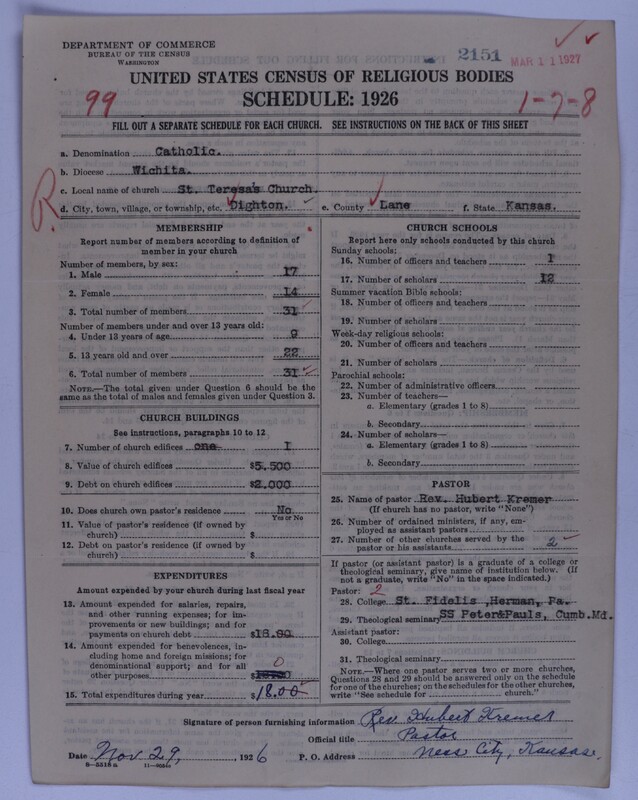 DEPARTMENT OF COMMERCE
BUREAU OF THE CENSUS
WASHINGTON
2151
MAR 11 1927
UNITED STATES CENSUS OF RELIGIOUS BODIES
99
SCHEDULE: 1926
1-7-8
FILL OUT A SEPARATE SCHEDULE FOR EACH CHURCH. SEE INSTRUCTIONS ON THE BACK OF THIS SHEET
a. Denomination Catholic.
b. Diocese Wichita.
c. Local name of church St. Teresa's Church.
R.
d. City, town, village, or township, etc. Dighton. e. County Lane f. State Kansas.
MEMBERSHIP
Report number of members according to definition of
member in your church
Number of members, by sex:
1. Male 17
2. Female 14
3. Total number of members 31
Number of members under and over 13 years old:
4. Under 13 years of age 9
5. 13 years old and over 22
6. Total number of members 31
NOTE.—The total given under Question 6 should be
same as the total of males and females given under Question 3.
CHURCH BUILDINGS
See instructions, paragraphs 10 to 12
7. Number of church edifices one 1
8. Value of church edifices $5.500
9. Debt on church edifices $2.000
10. Does church own pastor's residence? No
Yes or No
11. Value of pastor's residence (if owned by
church) $
12. Debt on pastor's residence (if owned by
church) $
EXPENDITURES
Amount expended by church during last fiscal year
13. Amount expended for salaries, repairs,
and other running expenses; for im-
provements or new buildings; and for
payments on church debt $18.00
14. Amount expended for benevolences, in-
cluding home and foreign missions; for
denominational support; and for all
other purposes $ 0
15. Total expenditures during year $18.00
CHURCH SCHOOLS
Report here only schools conducted by this church
Sunday schools:
16. Number of officers and teachers 1
17. Number of scholars 12
Summer vacation Bible schools:
18. Number of officers and teachers
19. Number of scholars
Week-day religious schools:
20. Number of officers and teachers
21. Number of scholars
Parochial schools:
22. Number of administrative officers
23. Number of teachers—
a. Elementary (grades 1 to 8)
b. Secondary
24. Number of scholars—
a. Elementary (grades 1 to 8)
b. Secondary
PASTOR
25. Name of pastor Rev. Hubert Kremer
(If church has no pastor, write "None")
26. Number of ordained ministers, if any, em-
ployed as assistant pastors
27. Number of other churches served by the
pastor or his assistants 2
If pastor (or assistant pastor) is a graduate of a college or
theological seminary, give name of institution below. (If
not a graduate, write "No" in the space indicated.)
Pastor: 2
28. College St. Fidelis ,Herman, Pa.
29. Theological seminary SS Peter&Pauls, Cumb.Md.
Assistant pastor:
30. College
31. Theological seminary
NOTE.—Where one pastor serves two or more churches,
Questions 28 and 29 should be answered only on the schedule
for one of the churches; on the schedules for the other churches,
write "See schedule for church."
Signature of person furnishing information Rev. Hubert Kremer
Official title Pastor
Date Nov 29, 1926 P. O. Address Ness City, Kansas.